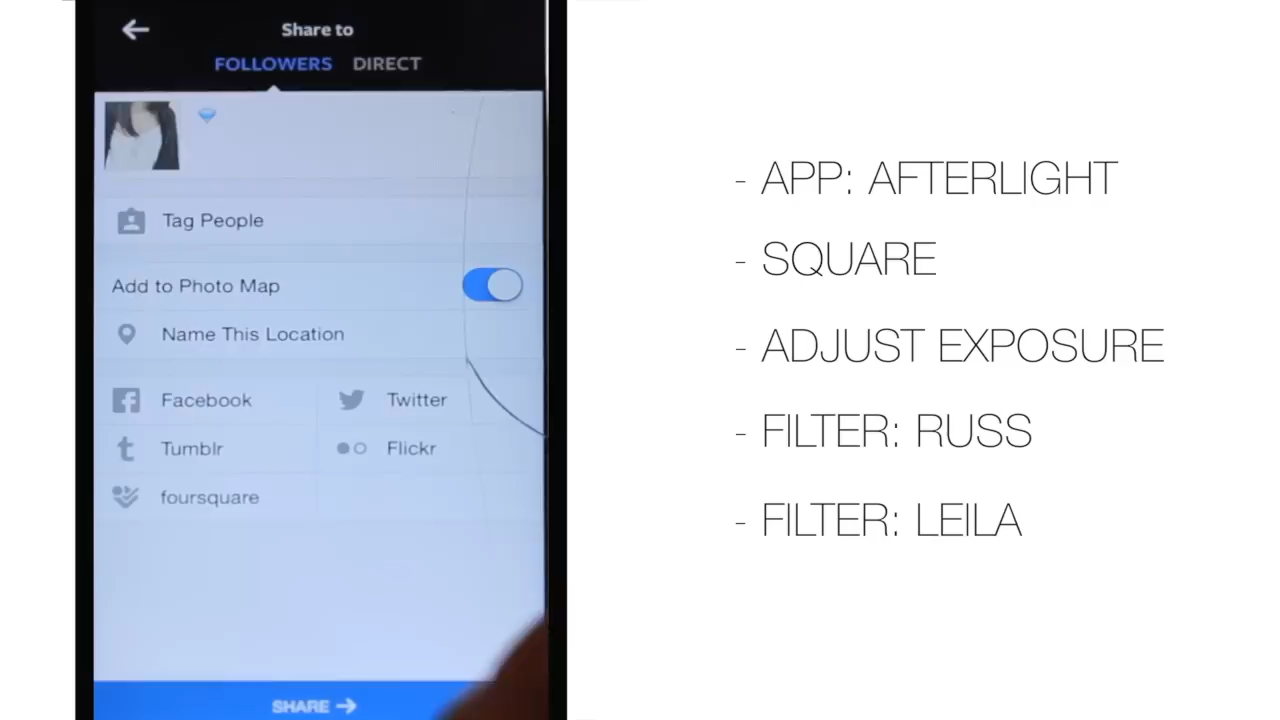 Share to
FOLLOWERS DIRECT
Tag People
Add to Photo Map
Name This Location
Facebook Twitter
Tumblr Flickr
foursquare
SHARE
- APP: AFTERLIGHT
- SQUARE
- ADJUST EXPOSURE
- FILTER: RUSS
- FILTER: LEILA